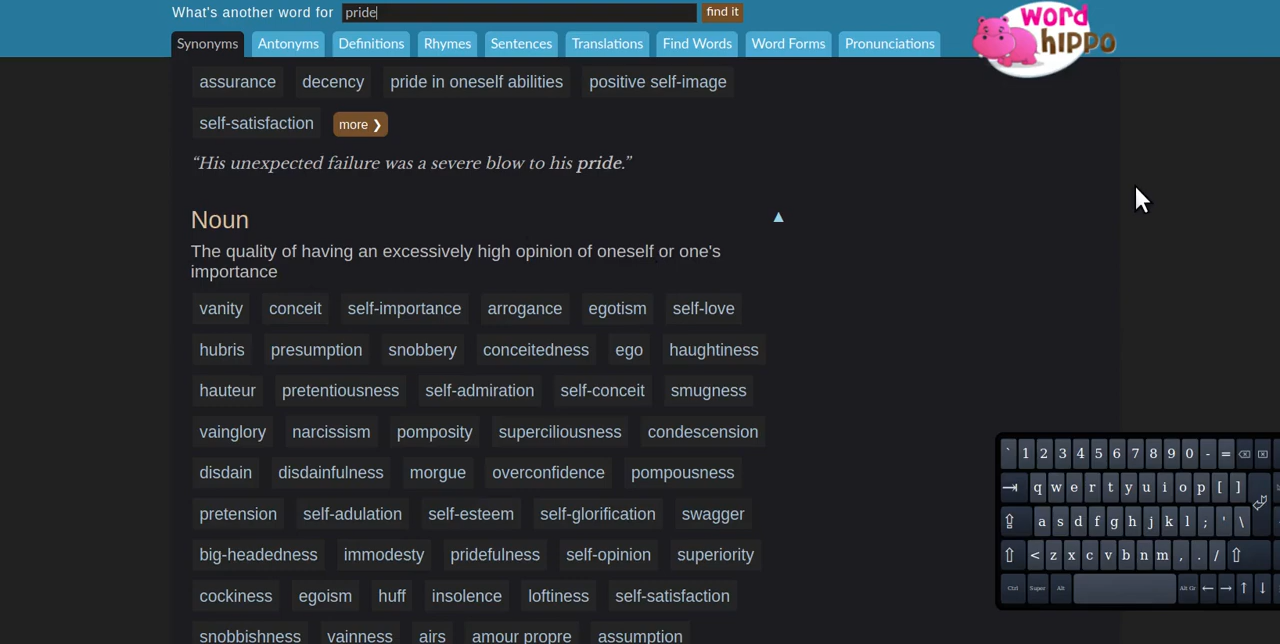 What's another word for pride find it
word hippo
Synonyms Antonyms Definitions Rhymes Sentences Translations Find Words Word Forms Pronunciations
assurance decency pride in oneself abilities positive self-image
self-satisfaction more ❯
“His unexpected failure was a severe blow to his pride.”
Noun ▲
The quality of having an excessively high opinion of oneself or one's
importance
vanity conceit self-importance arrogance egotism self-love
hubris presumption snobbery conceitedness ego haughtiness
hauteur pretentiousness self-admiration self-conceit smugness
vainglory narcissism pomposity superciliousness condescension
disdain disdainfulness morgue overconfidence pompousness
pretension self-adulation self-esteem self-glorification swagger
big-headedness immodesty pridefulness self-opinion superiority
cockiness egoism huff insolence loftiness self-satisfaction
snobbishness vainness airs amour propre assumption
` 1 2 3 4 5 6 7 8 9 0 - =
q w e r t y u i o p [ ]
a s d f g h j k l ; ' \
< z x c v b n m , . /
Ctrl Super Alt Alt Gr ← → ↑ ↓